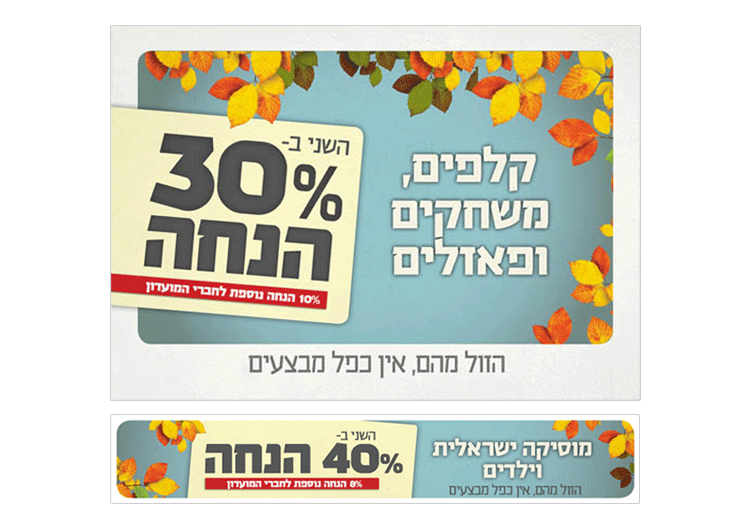 קלפים,
משחקים
ופאזלים
השני ב-
30%
הנחה
10% הנחה נוספת לחברי המועדון
הזול מהם, אין כפל מבצעים
מוסיקה ישראלית
וילדים
הזול מהם, אין כפל מבצעים
השני ב-
40% הנחה
8% הנחה נוספת לחברי המועדון